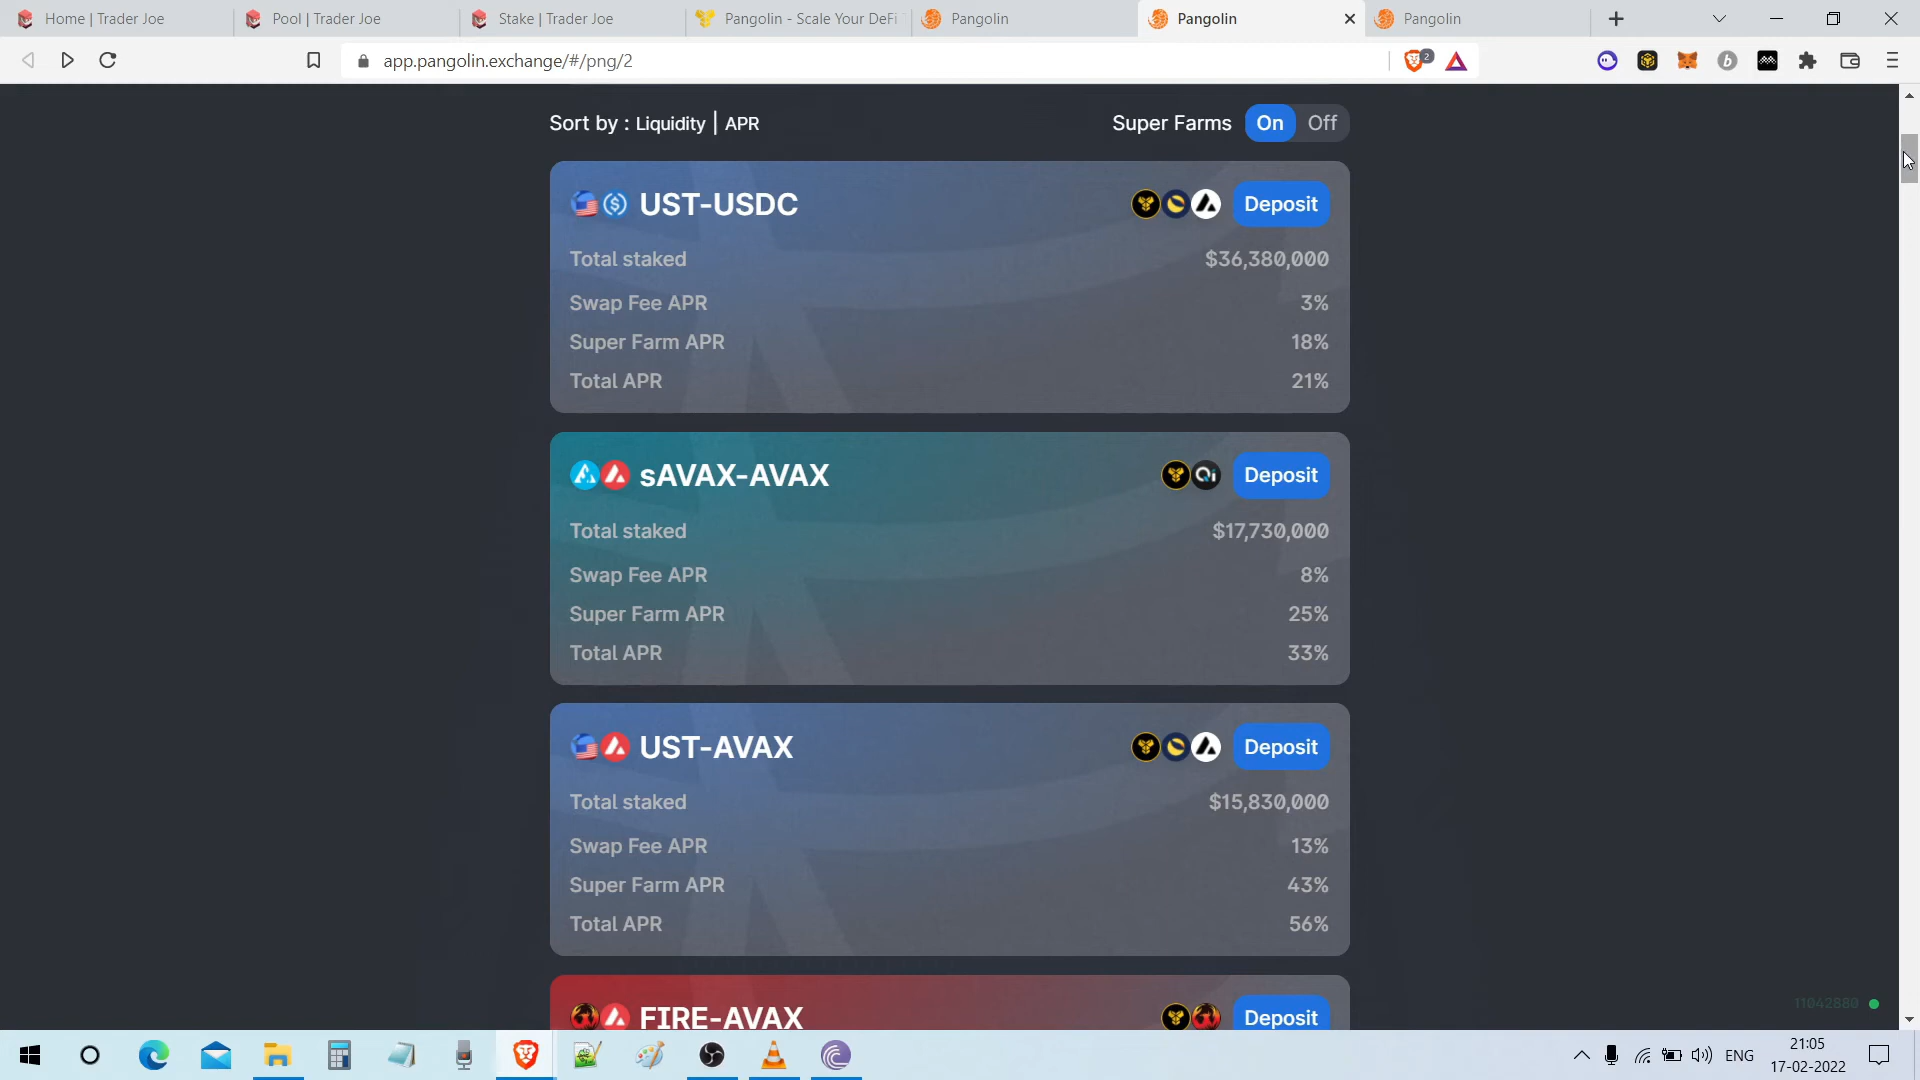 Home | Trader Joe
Pool | Trader Joe
Stake | Trader Joe
Pangolin - Scale Your DeFi
Pangolin
Pangolin
Pangolin
app.pangolin.exchange/#/png/2
2
Sort by : Liquidity | APR
Super Farms On Off
UST-USDC
Deposit
Total staked $36,380,000
Swap Fee APR 3%
Super Farm APR 18%
Total APR 21%
sAVAX-AVAX
Deposit
Total staked $17,730,000
Swap Fee APR 8%
Super Farm APR 25%
Total APR 33%
UST-AVAX
Deposit
Total staked $15,830,000
Swap Fee APR 13%
Super Farm APR 43%
Total APR 56%
FIRE-AVAX
Deposit
11042880
ENG
21:05
17-02-2022